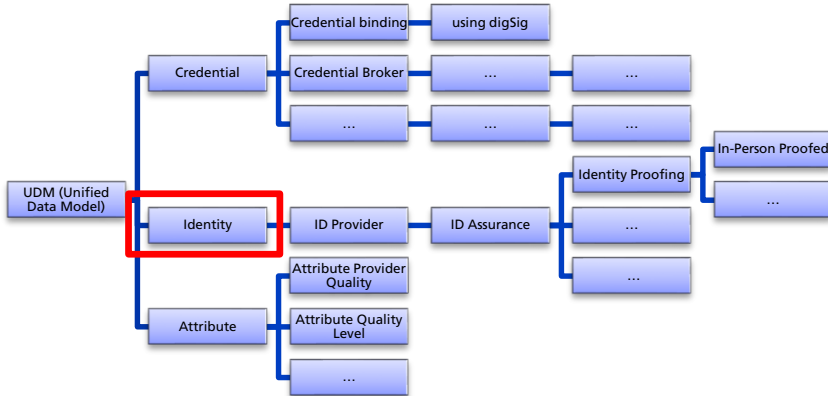 Credential binding
using digSig
Credential
Credential Broker
...
...
...
...
...
In-Person Proofed
Identity Proofing
...
UDM (Unified
Data Model)
Identity
ID Provider
ID Assurance
...
Attribute Provider
Quality
...
Attribute
Attribute Quality
Level
...